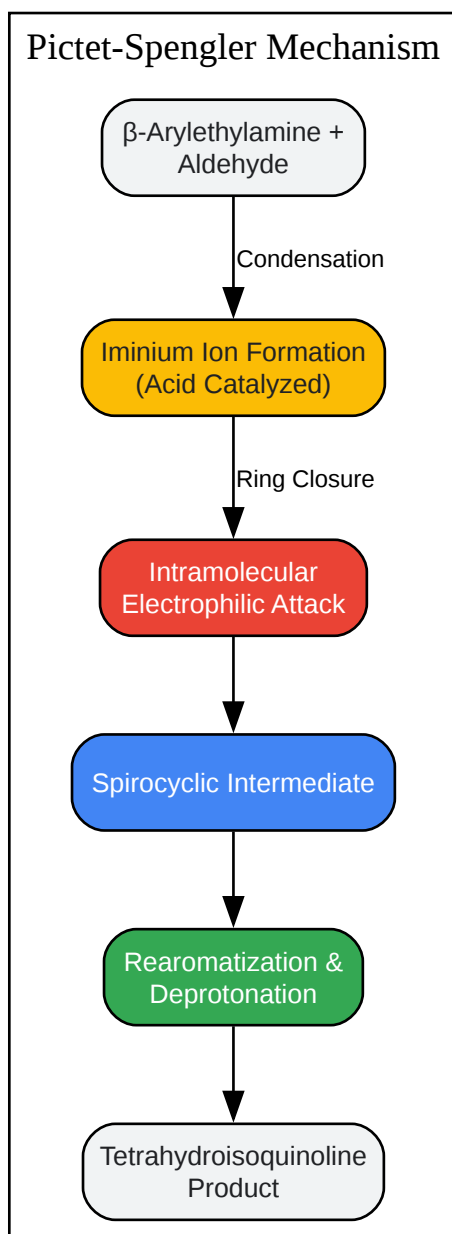 Pictet-Spengler Mechanism
β-Arylethylamine +
Aldehyde
Condensation
Iminium Ion Formation
(Acid Catalyzed)
Ring Closure
Intramolecular
Electrophilic Attack
Spirocyclic Intermediate
Rearomatization &
Deprotonation
Tetrahydroisoquinoline
Product